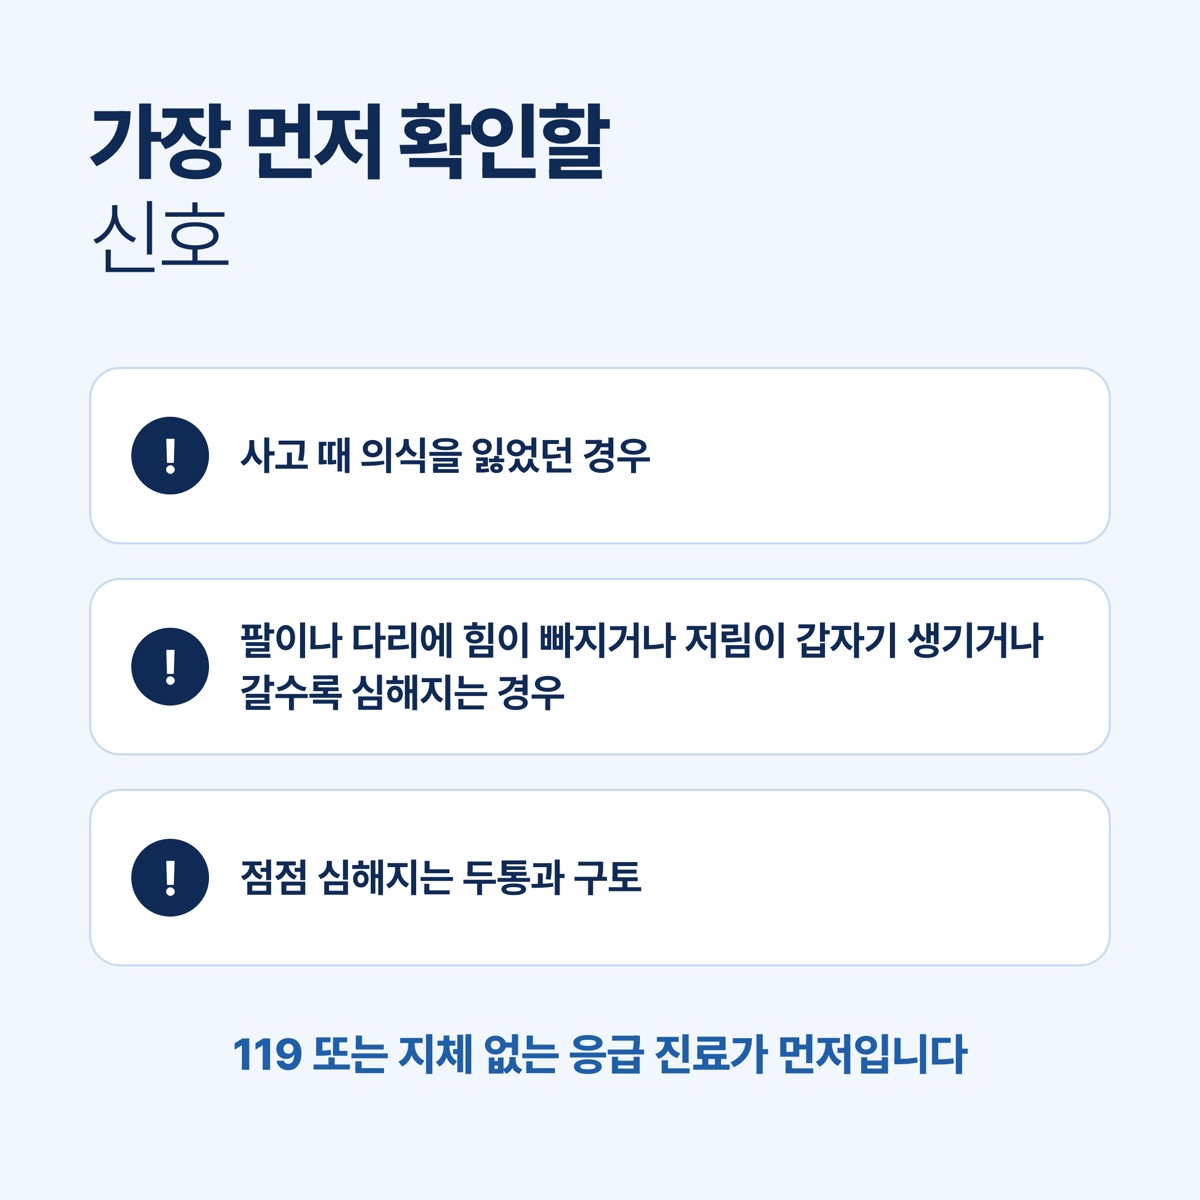 가장 먼저 확인할
신호
! 사고 때 의식을 잃었던 경우
! 팔이나 다리에 힘이 빠지거나 저림이 갑자기 생기거나
갈수록 심해지는 경우
! 점점 심해지는 두통과 구토
119 또는 지체 없는 응급 진료가 먼저입니다